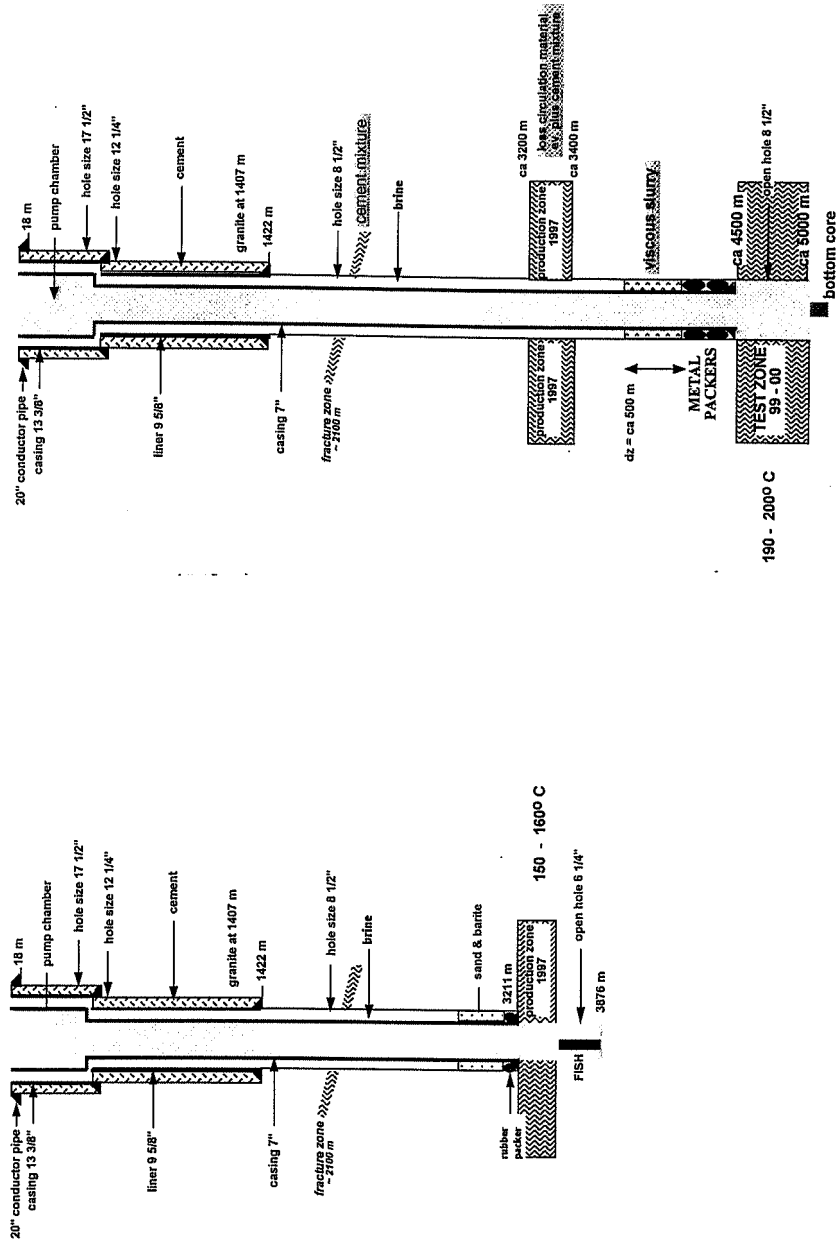 20" conductor pipe
casing 13 3/8"
liner 9 5/8"
casing 7"
fracture zone
~ 2100 m
rubber
packer
FISH
18 m
pump chamber
hole size 17 1/2"
hole size 12 1/4"
cement
granite at 1407 m
1422 m
hole size 8 1/2"
brine
sand & barite
3211 m
production zone
1997
150 - 160º C
open hole 6 1/4"
3876 m
20" conductor pipe
casing 13 3/8"
liner 9 5/8"
casing 7"
fracture zone
~ 2100 m
production zone
1997
dz = ca 500 m
METAL
PACKERS
TEST ZONE
99 - 00
190 - 200º C
18 m
pump chamber
hole size 17 1/2"
hole size 12 1/4"
cement
granite at 1407 m
1422 m
cement mixture
hole size 8 1/2"
brine
ca 3200 m
production zone
1997
loss circulation material
ev. plus cement mixture
ca 3400 m
viscous slurry
ca 4500 m
open hole 8 1/2"
ca 5000 m
bottom core